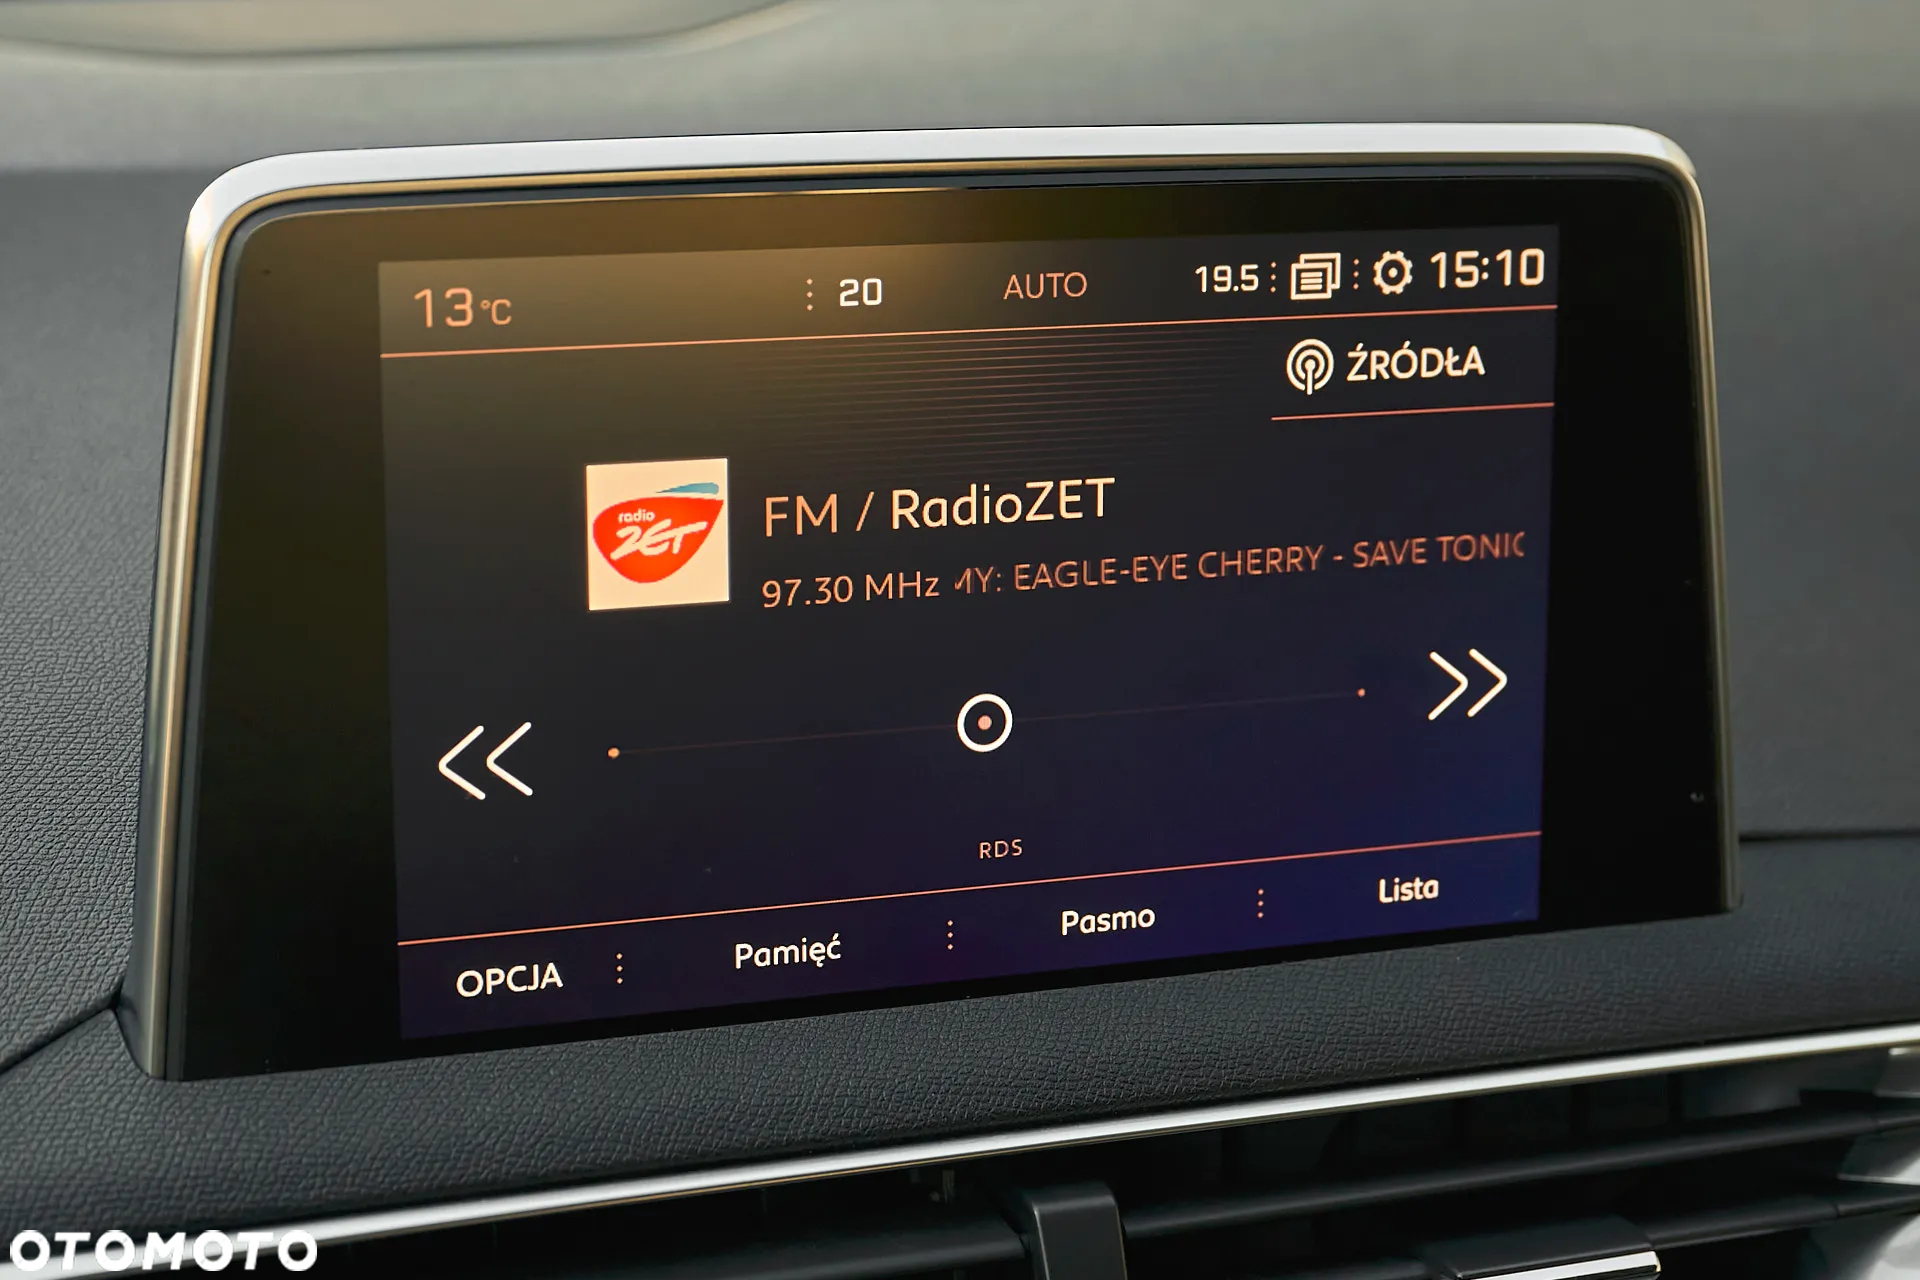 13°C
20
AUTO
19.5
15:10
ŹRÓDŁA
radio
ZET
FM / RadioZET
97.30 MHz MY: EAGLE-EYE CHERRY - SAVE TONIC
RDS
OPCJA
Pamięć
Pasmo
Lista
OTOMOTO